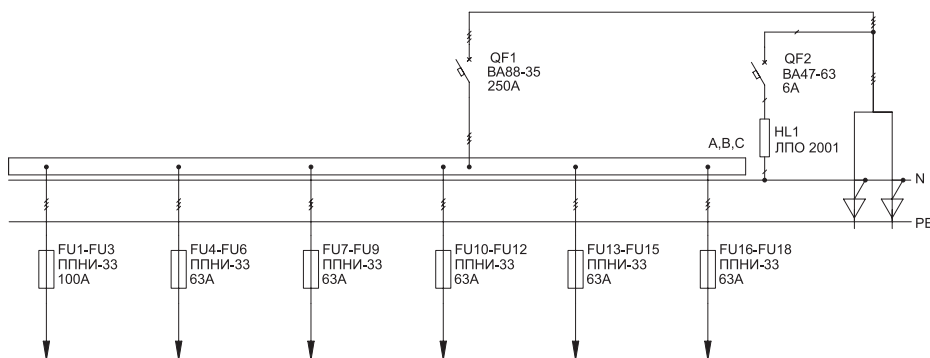 QF1
ВА88-35
250А
QF2
ВА47-63
6А
HL1
ЛПО 2001
А,В,С
N
PE
FU1-FU3
ППНИ-33
100А
FU4-FU6
ППНИ-33
63А
FU7-FU9
ППНИ-33
63А
FU10-FU12
ППНИ-33
63А
FU13-FU15
ППНИ-33
63А
FU16-FU18
ППНИ-33
63А